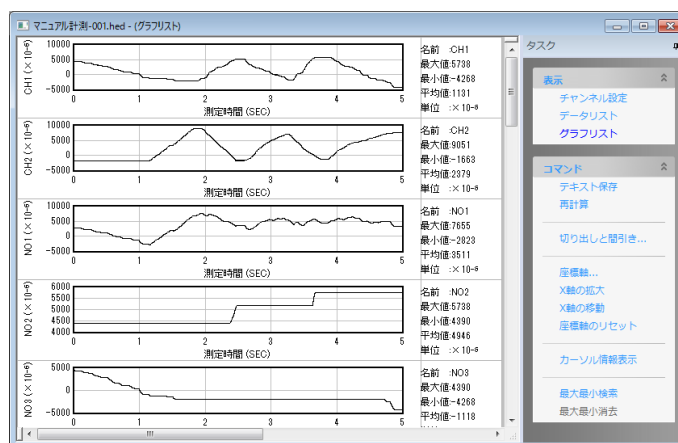 マニュアル計測-001.hed - (グラフリスト)
CH1 (×10-6)
10000
5000
0
-5000
0 1 2 3 4 5
測定時間 (SEC)
名前 :CH1
最大値:5738
最小値:-4268
平均値:1131
単位 :×10-6
CH2 (×10-6)
10000
5000
0
-5000
0 1 2 3 4 5
測定時間 (SEC)
名前 :CH2
最大値:9051
最小値:-1663
平均値:2379
単位 :×10-6
NO1 (×10-6)
10000
5000
0
-5000
0 1 2 3 4 5
測定時間 (SEC)
名前 :NO1
最大値:7655
最小値:-2823
平均値:3511
単位 :×10-6
NO2 (×10-6)
6000
5500
5000
4500
4000
0 1 2 3 4 5
測定時間 (SEC)
名前 :NO2
最大値:5738
最小値:4390
平均値:4946
単位 :×10-6
NO3 (×10-6)
5000
0
-5000
0 1 2 3 4 5
名前 :NO3
最大値:4390
最小値:-4268
平均値:-1118
タスク
表示
チャンネル設定
データリスト
グラフリスト
コマンド
テキスト保存
再計算
切り出しと間引き...
座標軸...
X軸の拡大
X軸の移動
座標軸のリセット
カーソル情報表示
最大最小検索
最大最小消去